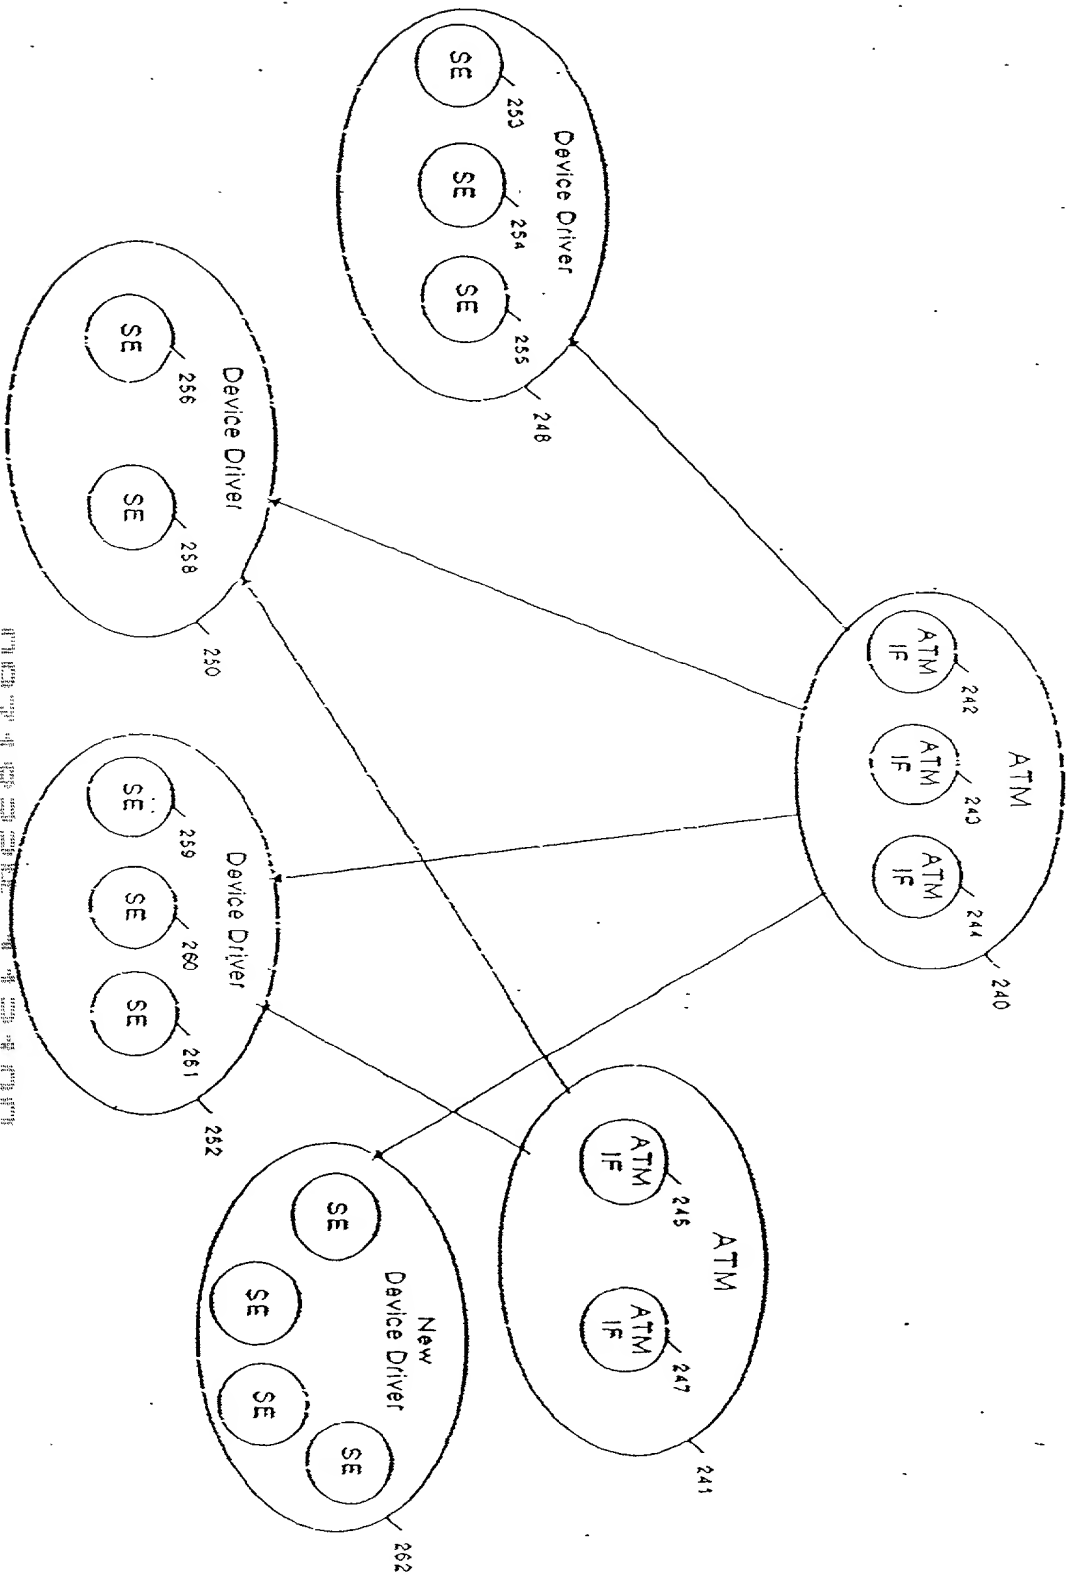 ATM
ATM
IF
242
ATM
IF
243
ATM
IF
244
240
ATM
ATM
IF
245
ATM
IF
247
241
Device Driver
SE
253
SE
254
SE
255
248
Device Driver
SE
256
SE
258
250
Device Driver
SE
259
SE
260
SE
261
252
New
Device Driver
SE
SE
SE
SE
262